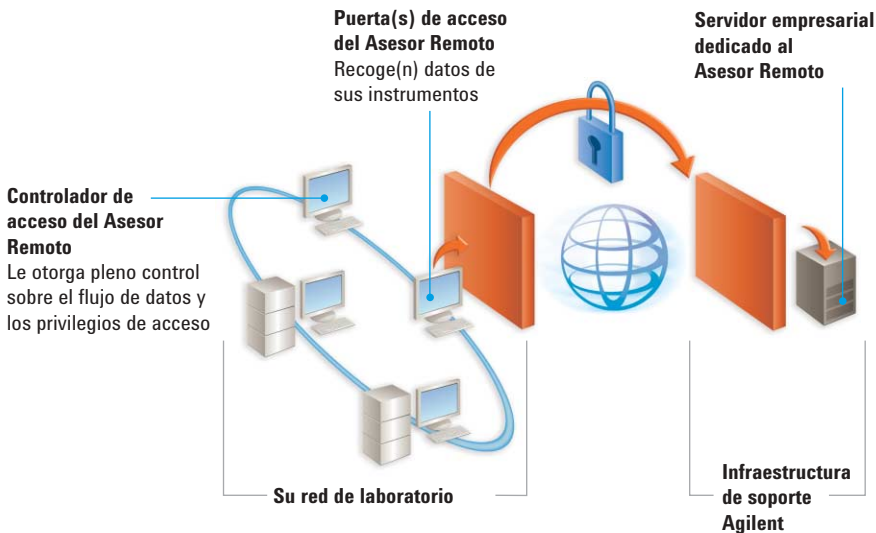 Puerta(s) de acceso
del Asesor Remoto
Recoge(n) datos de
sus instrumentos
Servidor empresarial
dedicado al
Asesor Remoto
Controlador de
acceso del Asesor
Remoto
Le otorga pleno control
sobre el flujo de datos y
los privilegios de acceso
Su red de laboratorio
Infraestructura
de soporte
Agilent